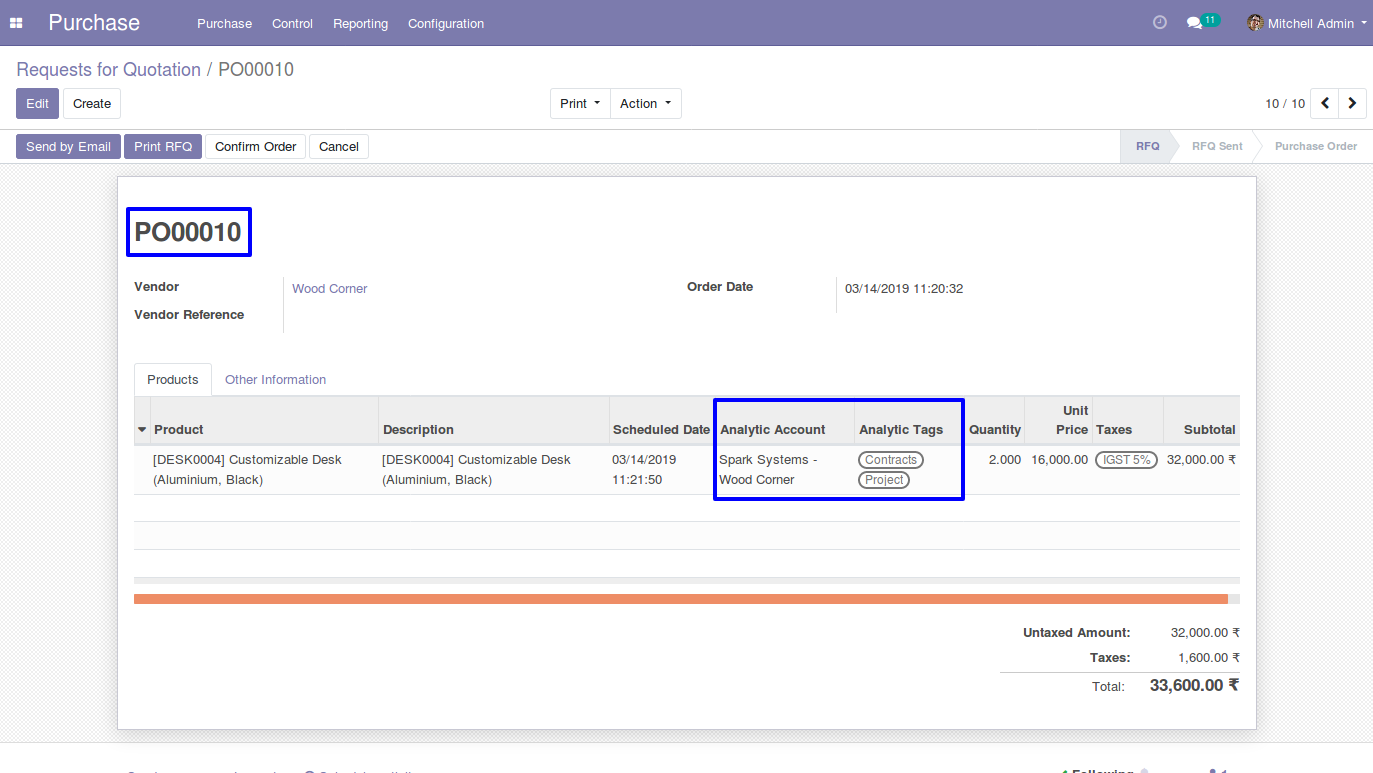 Purchase Purchase Control Reporting Configuration 11 Mitchell Admin
Requests for Quotation / PO00010
Edit Create Print Action 10 / 10
Send by Email Print RFQ Confirm Order Cancel RFQ RFQ Sent Purchase Order
PO00010
Vendor Wood Corner Order Date 03/14/2019 11:20:32
Vendor Reference
Products Other Information
Product Description Scheduled Date Analytic Account Analytic Tags Quantity Unit Price Taxes Subtotal
[DESK0004] Customizable Desk [DESK0004] Customizable Desk 03/14/2019 Spark Systems - Contracts 2.000 16,000.00 IGST 5% 32,000.00 ₹
(Aluminium, Black) (Aluminium, Black) 11:21:50 Wood Corner Project
Untaxed Amount: 32,000.00 ₹
Taxes: 1,600.00 ₹
Total: 33,600.00 ₹
Following